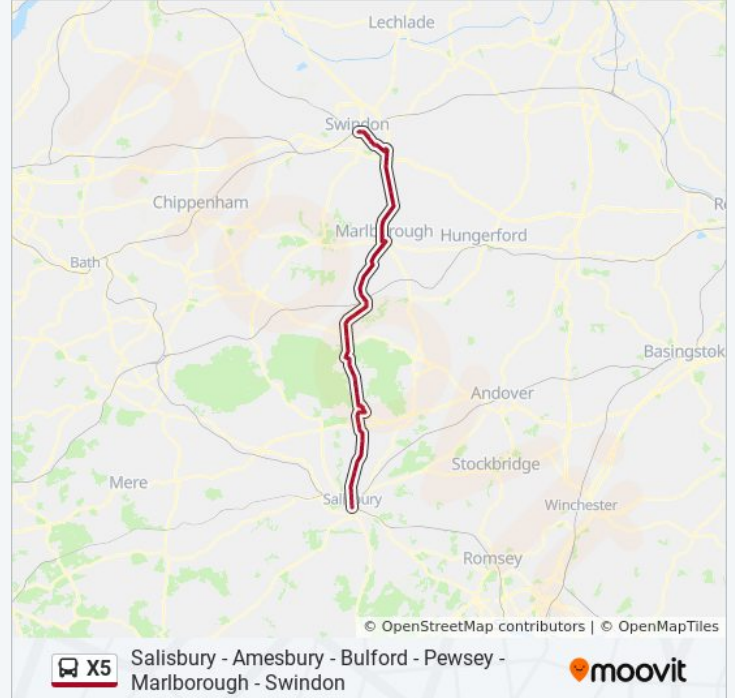 Lechlade
Swindon
Chippenham
Marlborough
Hungerford
Bath
Basingstok
Andover
Stockbridge
Mere
Salisbury
Winchester
Romsey
© OpenStreetMap contributors | © OpenMapTiles
X5
Salisbury - Amesbury - Bulford - Pewsey -
Marlborough - Swindon
moovit